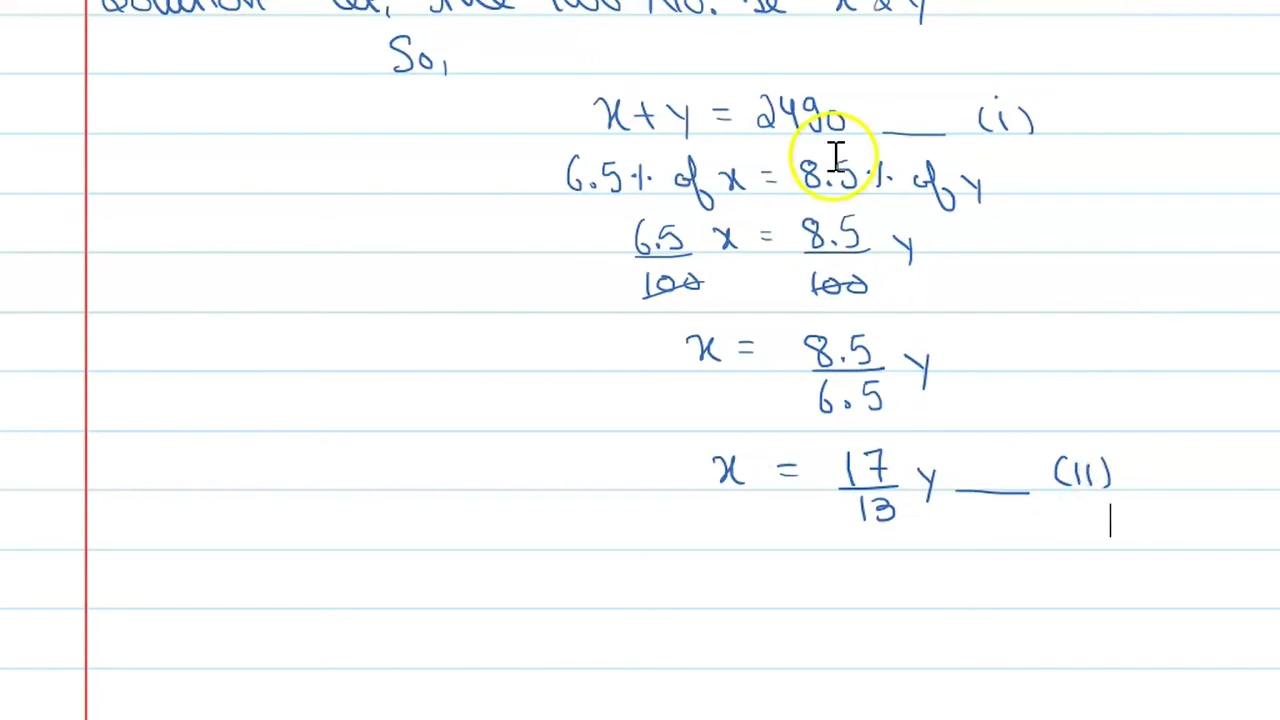 So,
x + y = 2490 ___ (i)
6.5% of x = 8.5% of y
6.5/100 x = 8.5/100 y
x = 8.5/6.5 y
x = 17/13 y ___ (II)